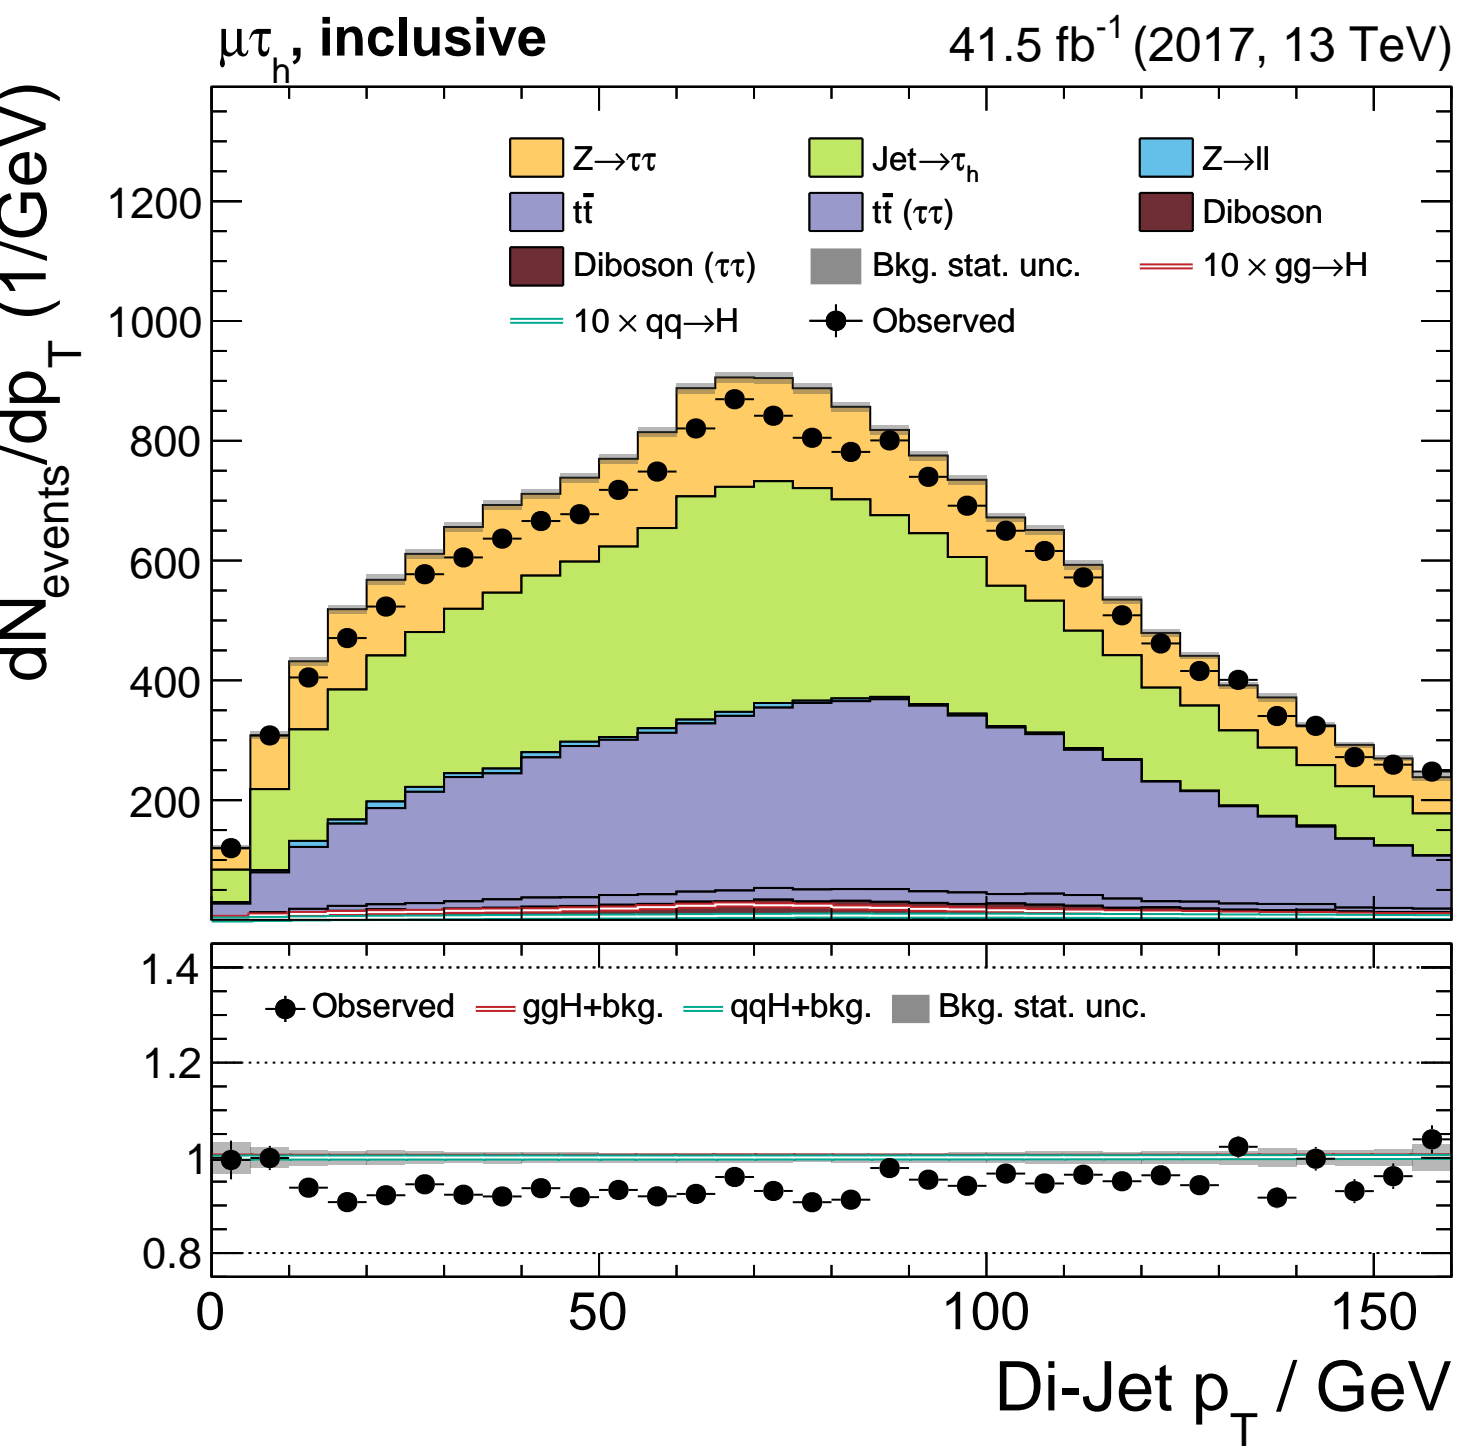 μτh, inclusive 41.5 fb-1 (2017, 13 TeV)
dNevents/dpT (1/GeV)
Z→ττ Jet→τh Z→ll
tt̄ tt̄ (ττ) Diboson
Diboson (ττ) Bkg. stat. unc. 10 × gg→H
10 × qq→H Observed
1200
1000
800
600
400
200
1.4
Observed ggH+bkg. qqH+bkg. Bkg. stat. unc.
1.2
1
0.8
0 50 100 150
Di-Jet pT / GeV